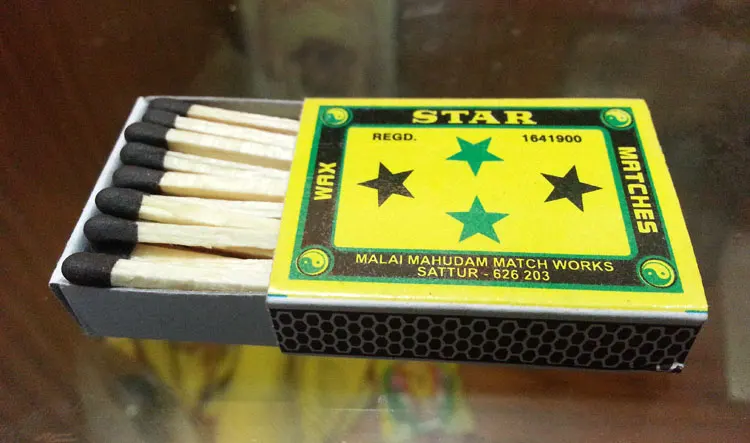 STAR
REGD. 1641900
WAX
MATCHES
MALAI MAHUDAM MATCH WORKS
SATTUR - 626 203